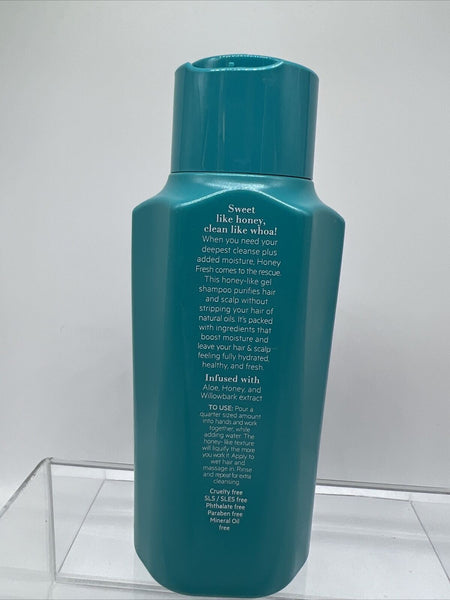 Sweet
like honey,
clean like whoa!
When you need your
deepest cleanse plus
added moisture, Honey
Fresh comes to the rescue.
This honey-like gel
shampoo purifies hair
and scalp without
stripping your hair of
natural oils. It's packed
with ingredients that
boost moisture and
leave your hair & scalp
feeling fully hydrated,
healthy, and fresh.
Infused with
Aloe, Honey, and
Willowbark extract
TO USE: Pour a
quarter sized amount
into hands and work
together, while
adding water. The
honey-like texture
will liquify the more
you work it. Apply to
wet hair and
massage in. Rinse
and repeat for extra
cleansing.
Cruelty free
SLS / SLES free
Phthalate free
Paraben free
Mineral Oil
free